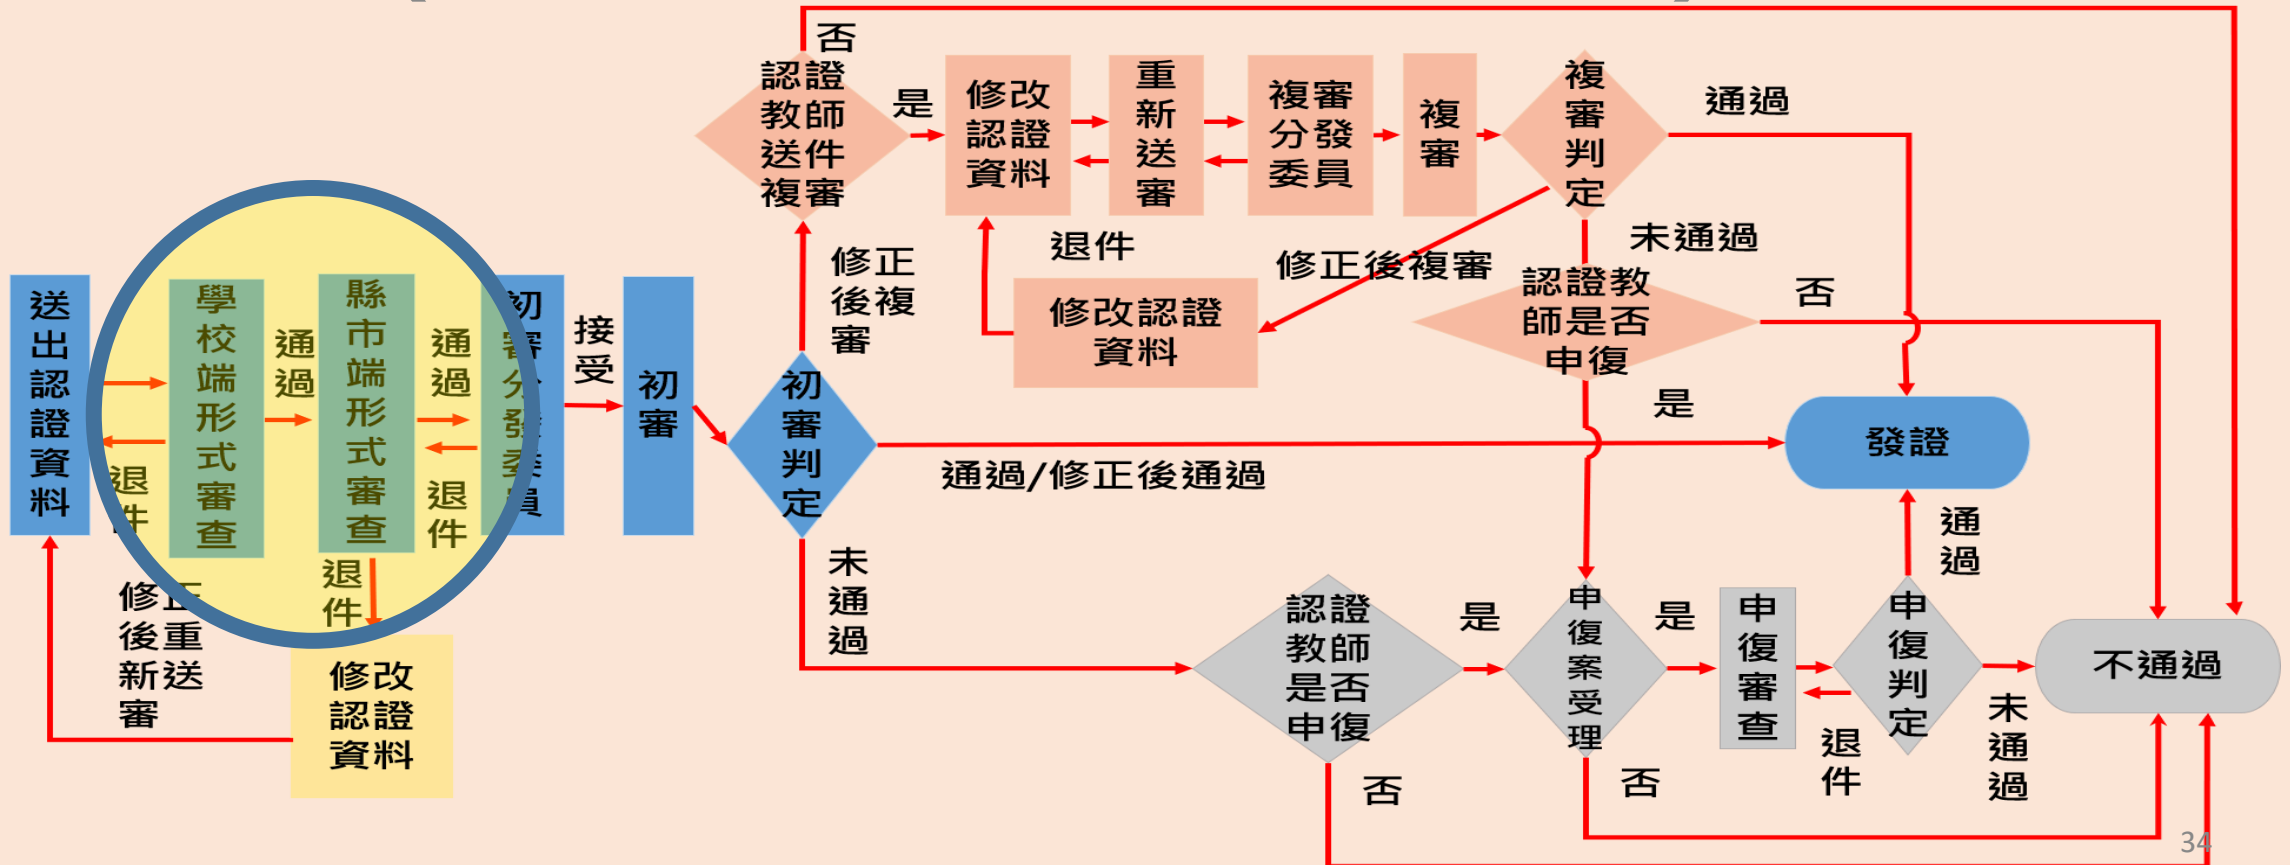 否
認證
教師
送件
複審
是
修改
認證
資料
重
新
送
審
複審
分發
委員
複
審
複
審
判
定
通過
未通過
退件
修正後複審
修改認證
資料
認證教
師是否
申復
否
是
修正
後複
審
送
出
認
證
資
料
學
校
端
形
式
審
查
通
過
縣
市
端
形
式
審
查
通
過
初
審
分
發
委
員
接
受
初
審
初
審
判
定
通過/修正後通過
發證
退
件
退
件
退
件
修正
後重
新送
審
修改
認證
資料
未
通
過
認證
教師
是否
申復
是
否
申
復
案
受
理
是
否
申
復
審
查
退
件
申
復
判
定
通
過
未
通
過
不通過
34